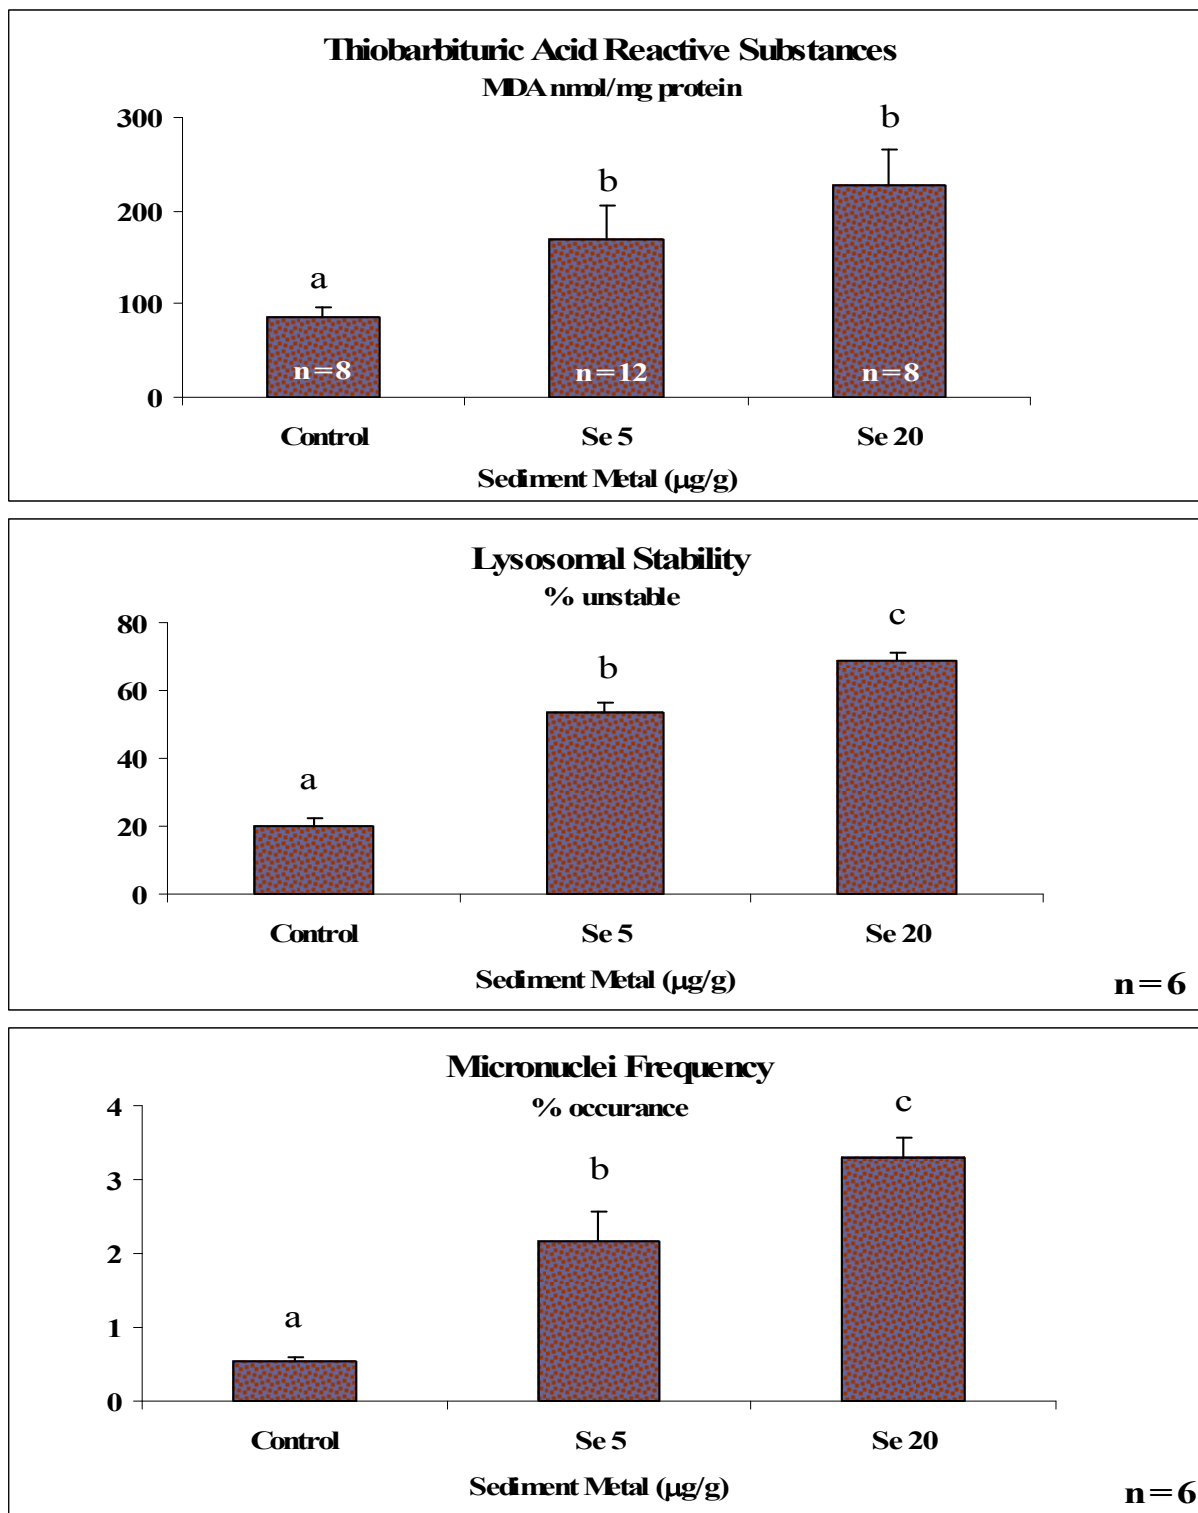 Thiobarbituric Acid Reactive Substances
MDA nmol/mg protein
300
200
100
0
a
b
b
n=8
n=12
n=8
Control Se 5 Se 20
Sediment Metal (μg/g)
Lysosomal Stability
% unstable
80
60
40
20
0
a
b
c
Control Se 5 Se 20
Sediment Metal (μg/g)
n=6
Micronuclei Frequency
% occurance
4
3
2
1
0
a
b
c
Control Se 5 Se 20
Sediment Metal (μg/g)
n=6